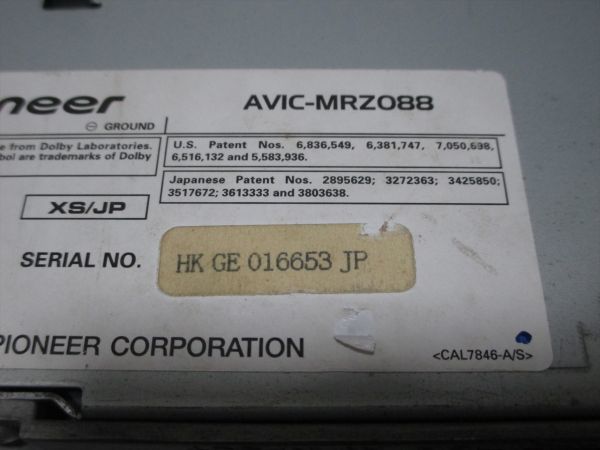 neer
AVIC-MRZ088
⊖ GROUND
e from Dolby Laboratories.
bol are trademarks of Dolby
U.S. Patent Nos. 6,836,549, 6,381,747, 7,050,698,
6,516,132 and 5,583,936.
Japanese Patent Nos. 2895629; 3272363; 3425850;
3517672; 3613333 and 3803638.
XS/JP
SERIAL NO.
HK GE 016653 JP
PIONEER CORPORATION
<CAL7846-A/S>